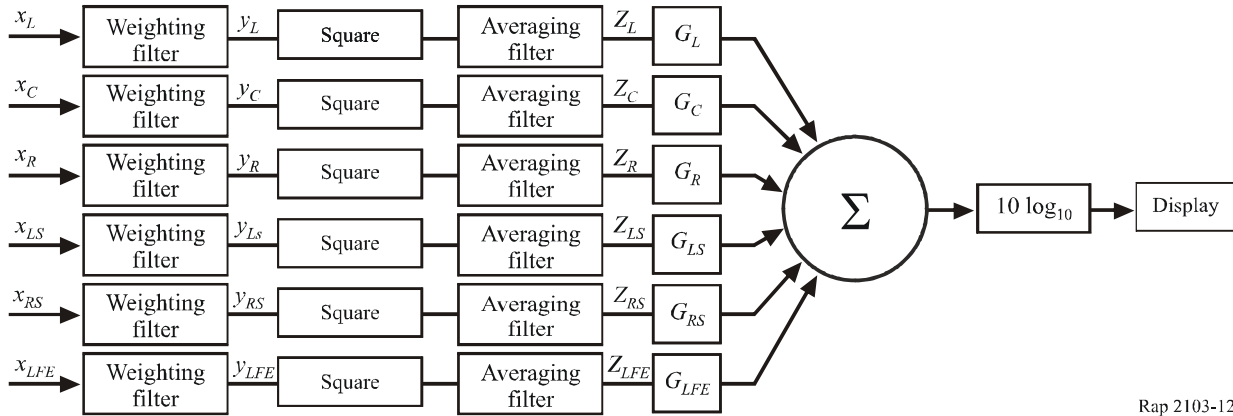 x_L Weighting filter y_L Square Averaging filter Z_L G_L
x_C Weighting filter y_C Square Averaging filter Z_C G_C
x_R Weighting filter y_R Square Averaging filter Z_R G_R
Σ 10 log_10 Display
x_LS Weighting filter y_Ls Square Averaging filter Z_LS G_LS
x_RS Weighting filter y_RS Square Averaging filter Z_RS G_RS
x_LFE Weighting filter y_LFE Square Averaging filter Z_LFE G_LFE
Rap 2103-12